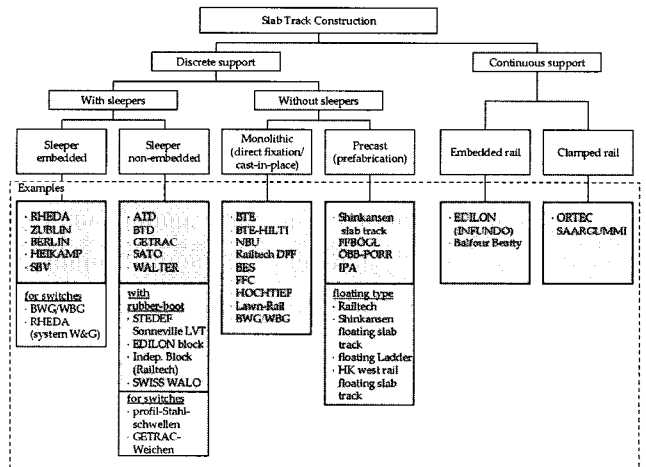 Slab Track Construction
Discrete support
Continuous support
With sleepers
Without sleepers
Sleeper
embedded
Sleeper
non-embedded
Monolithic
(direct fixation/
cast-in-place)
Precast
(prefabrication)
Embedded rail
Clamped rail
Examples
· RHEDA
· ZUBLIN
· BERLIN
· HEIKAMP
· SBV
for switches
· BWG/WBG
· RHEDA
(system W&G)
· ATD
· BTD
· GETRAC
· SATO
· WALTER
with
rubber-boot
· STEDEF
Sonneville LVT
· EDILON block
· Indep. Block
(Railtech)
· SWISS WALO
for switches
· profil-Stahl-
schwellen
· GETRAC-
Weichen
· BTE
· BTE-HILTI
· NBU
· Railtech DFF
· BES
· FFC
· HOCHTIEF
· Lawn-Rail
· BWG/WBG
· Shinkansen
slab track
· FFBÖGL
· ÖBB-PORR
· IPA
floating type
· Railtech
· Shinkansen
floating slab
track
· floating Ladder
· HK west rail
floating slab
track
· EDILON
(INFUNDO)
· Balfour Beatty
· ORTEC
· SAARGUMMI